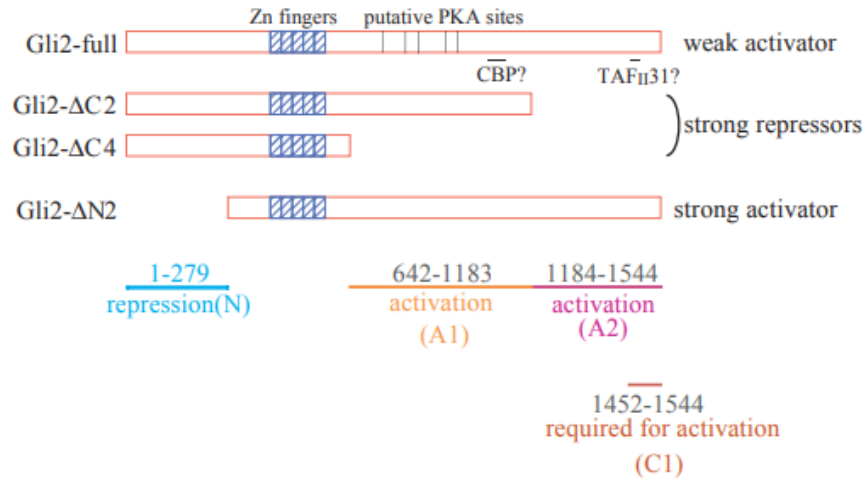 Zn fingers putative PKA sites
Gli2-full weak activator
CBP? TAFII31?
Gli2-ΔC2
strong repressors
Gli2-ΔC4
Gli2-ΔN2 strong activator
1-279 642-1183 1184-1544
repression(N) activation activation
(A1) (A2)
1452-1544
required for activation
(C1)